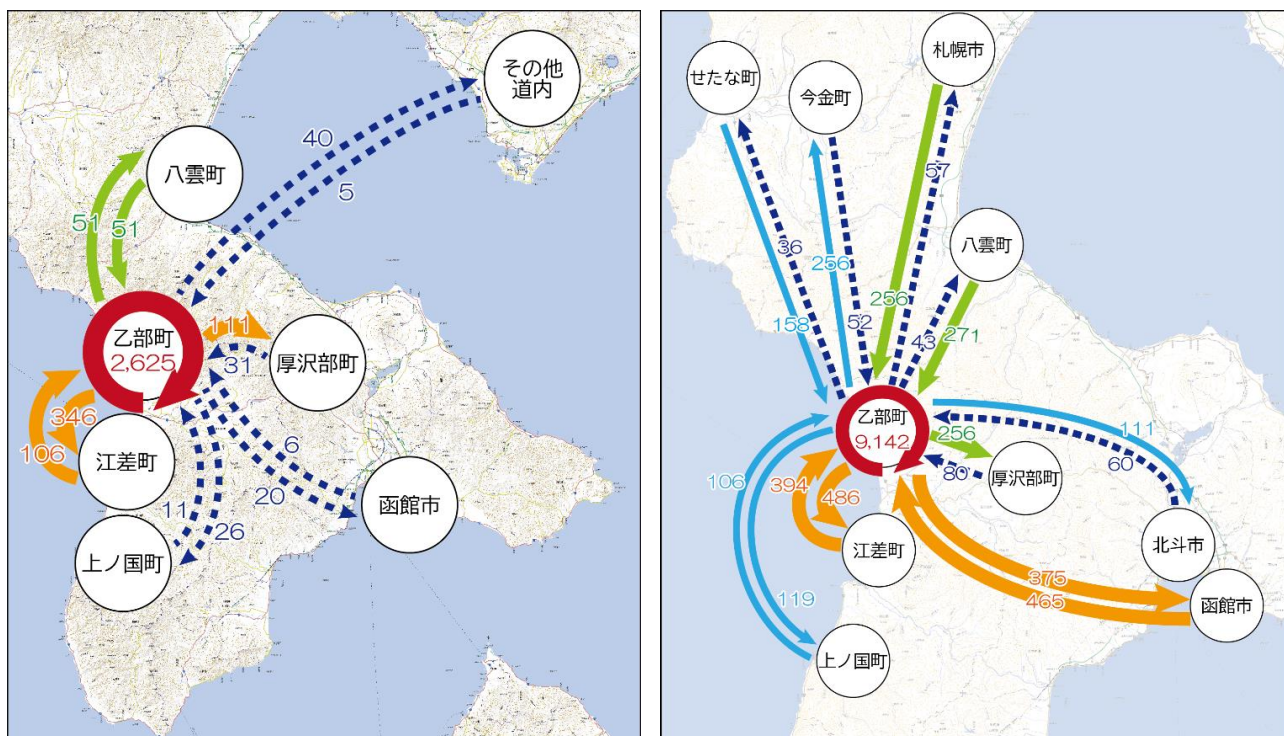 その他
道内
40
5
八雲町
51
51
乙部町
2,625
111
31
厚沢部町
346
106
江差町
6
20
函館市
11
26
上ノ国町
札幌市
せたな町
今金町
57
36
256
八雲町
158
52
256
43
271
乙部町
9,142
111
256
60
106
80
厚沢部町
394
486
北斗市
江差町
375
465
函館市
119
上ノ国町